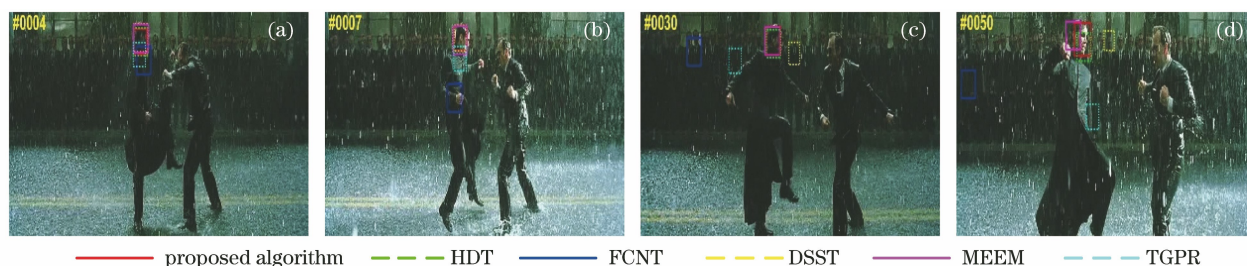 #0004 (a) #0007 (b) #0030 (c) #0050 (d)
proposed algorithm HDT FCNT DSST MEEM TGPR